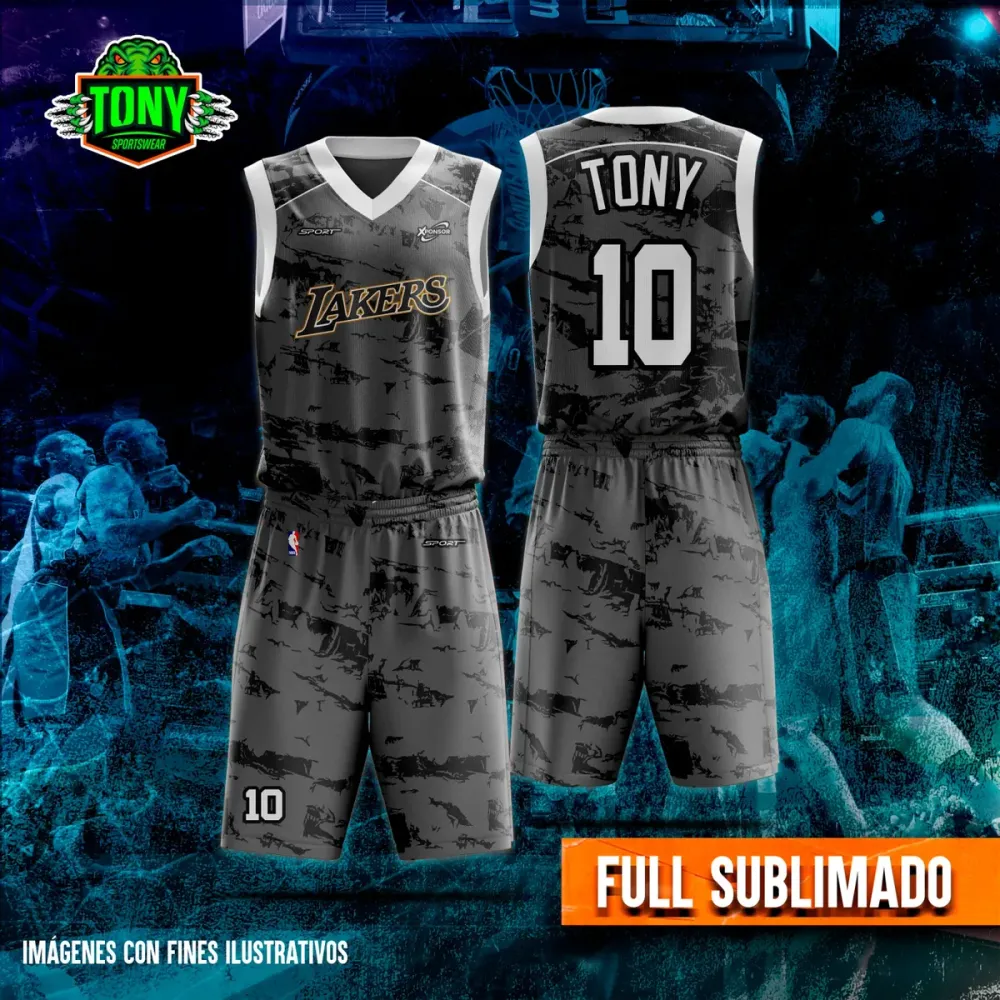 TONY
SPORTSWEAR
SPORT
XPONSOR
LAKERS
TONY
10
SPORT
10
FULL SUBLIMADO
IMÁGENES CON FINES ILUSTRATIVOS